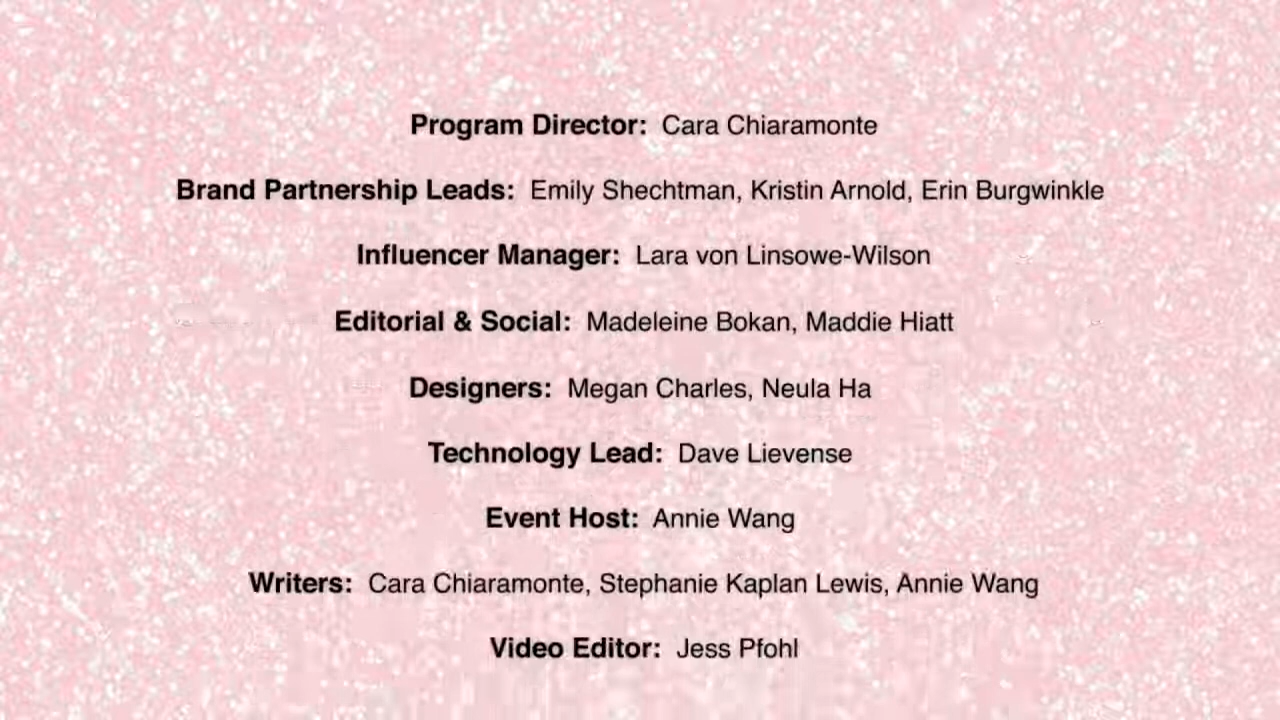 Program Director: Cara Chiaramonte
Brand Partnership Leads: Emily Shechtman, Kristin Arnold, Erin Burgwinkle
Influencer Manager: Lara von Linsowe-Wilson
Editorial & Social: Madeleine Bokan, Maddie Hiatt
Designers: Megan Charles, Neula Ha
Technology Lead: Dave Lievense
Event Host: Annie Wang
Writers: Cara Chiaramonte, Stephanie Kaplan Lewis, Annie Wang
Video Editor: Jess Pfohl